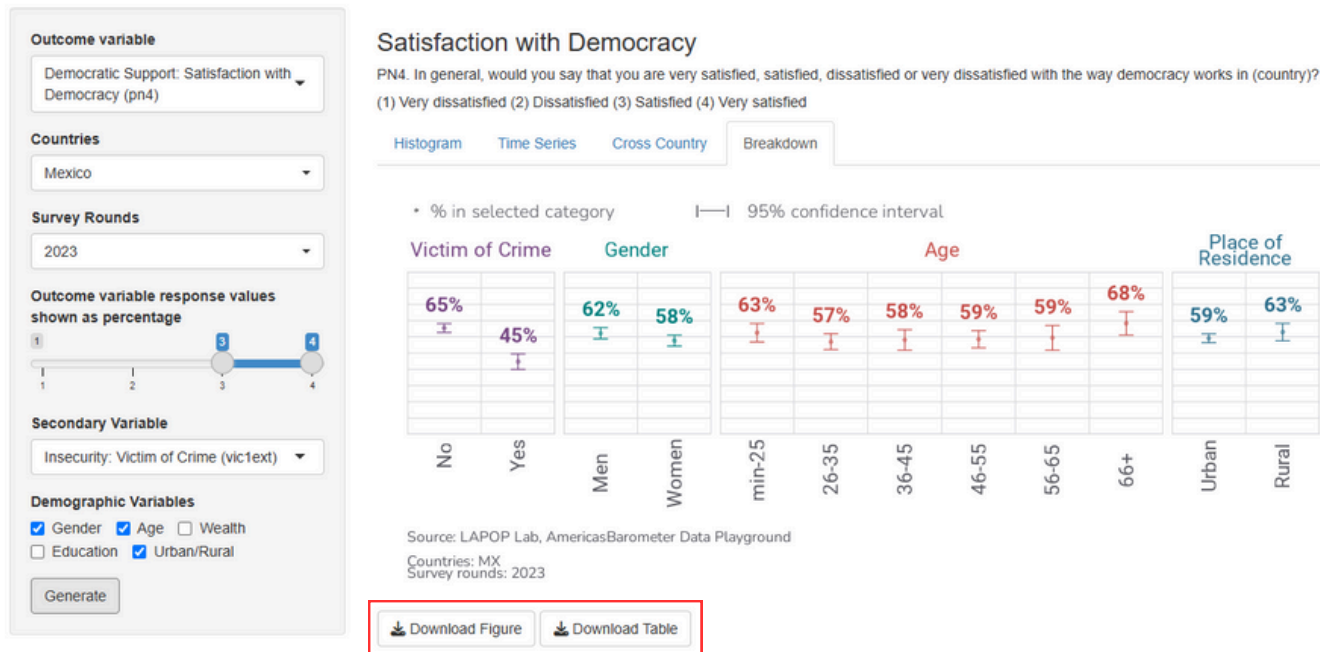 Outcome variable
Democratic Support: Satisfaction with
Democracy (pn4)
Countries
Mexico
Survey Rounds
2023
Outcome variable response values
shown as percentage
1 3 4
1 2 3 4
Secondary Variable
Insecurity: Victim of Crime (vic1ext)
Demographic Variables
Gender Age Wealth
Education Urban/Rural
Generate
Satisfaction with Democracy
PN4. In general, would you say that you are very satisfied, satisfied, dissatisfied or very dissatisfied with the way democracy works in (country)?
(1) Very dissatisfied (2) Dissatisfied (3) Satisfied (4) Very satisfied
Histogram Time Series Cross Country Breakdown
% in selected category 95% confidence interval
Victim of Crime Gender Age Place of
Residence
65% 45% 62% 58% 63% 57% 58% 59% 59% 68% 59% 63%
No Yes Men Women min-25 26-35 36-45 46-55 56-65 66+ Urban Rural
Source: LAPOP Lab, AmericasBarometer Data Playground
Countries: MX
Survey rounds: 2023
Download Figure Download Table